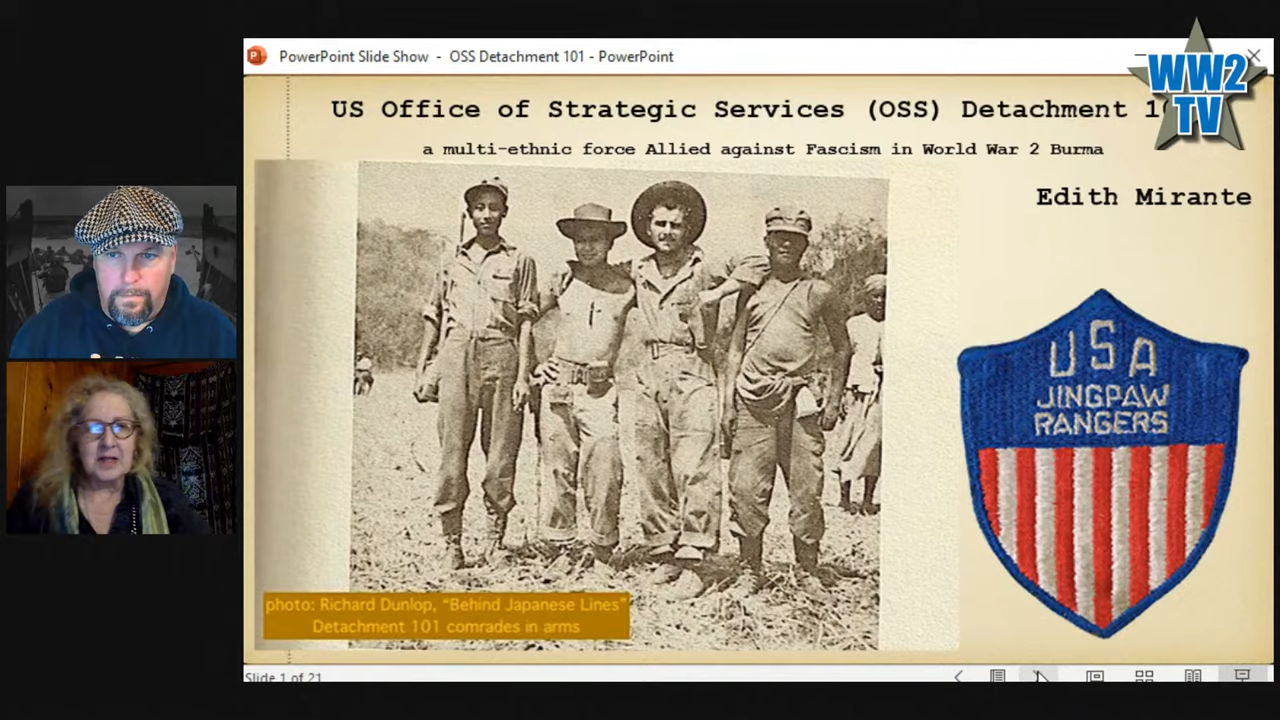 PowerPoint Slide Show - OSS Detachment 101 - PowerPoint
WW2
TV
US Office of Strategic Services (OSS) Detachment
a multi-ethnic force Allied against Fascism in World War 2 Burma
Edith Mirante
USA
JINGPAW
RANGERS
photo: Richard Dunlop, "Behind Japanese Lines"
Detachment 101 comrades in arms
Slide 1 of 21